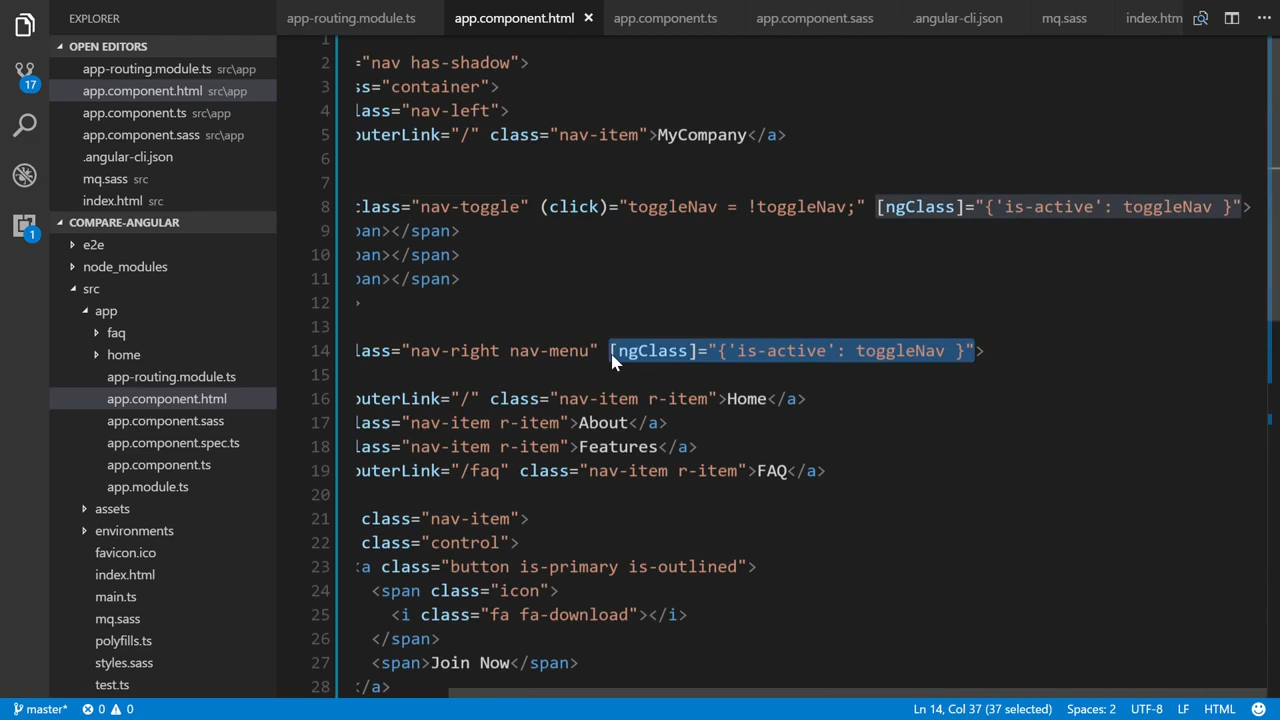 EXPLORER
app-routing.module.ts
app.component.html
app.component.ts
app.component.sass
.angular-cli.json
mq.sass
index.htm
OPEN EDITORS
app-routing.module.ts src\app
app.component.html src\app
app.component.ts src\app
app.component.sass src\app
.angular-cli.json
mq.sass src
index.html src
COMPARE-ANGULAR
e2e
node_modules
src
app
faq
home
app-routing.module.ts
app.component.html
app.component.sass
app.component.spec.ts
app.component.ts
app.module.ts
assets
environments
favicon.ico
index.html
main.ts
mq.sass
polyfills.ts
styles.sass
test.ts
17
1
1
2 ="nav has-shadow">
3 ss="container">
4 lass="nav-left">
5 outerLink="/" class="nav-item">MyCompany</a>
6
7
8 class="nav-toggle" (click)="toggleNav = !toggleNav;" [ngClass]="{'is-active': toggleNav }">
9 pan></span>
10 pan></span>
11 pan></span>
12 >
13
14 lass="nav-right nav-menu" [ngClass]="{'is-active': toggleNav }">
15
16 outerLink="/" class="nav-item r-item">Home</a>
17 lass="nav-item r-item">About</a>
18 lass="nav-item r-item">Features</a>
19 outerLink="/faq" class="nav-item r-item">FAQ</a>
20
21 class="nav-item">
22 class="control">
23 <a class="button is-primary is-outlined">
24 <span class="icon">
25 <i class="fa fa-download"></i>
26 </span>
27 <span>Join Now</span>
28 </a>
master* 0 0 Ln 14, Col 37 (37 selected) Spaces: 2 UTF-8 LF HTML